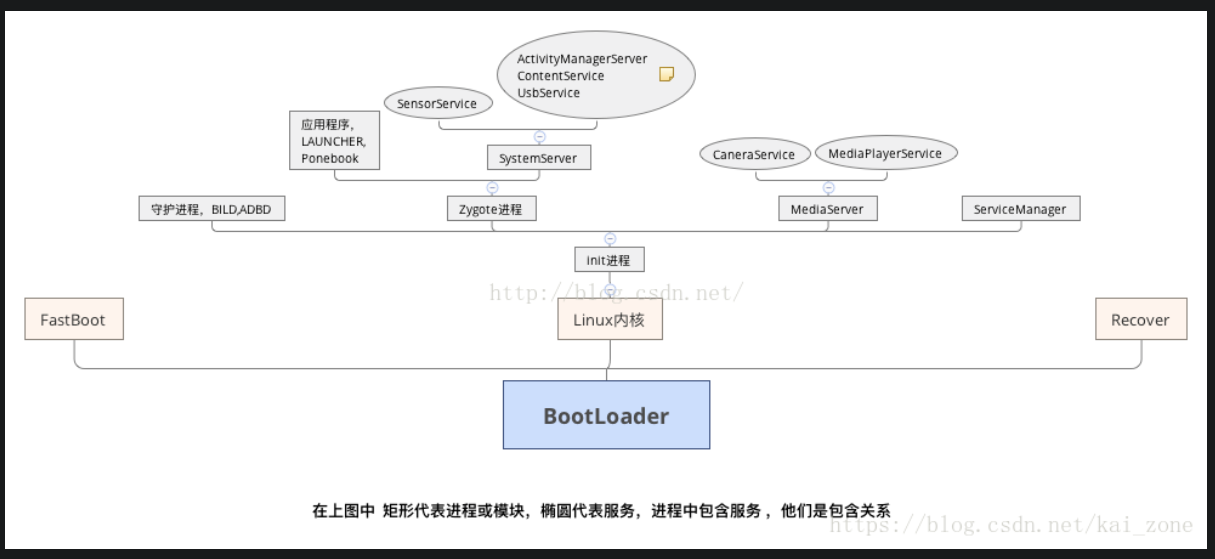 ActivityManagerServer
ContentService
UsbService
SensorService
应用程序，
LAUNCHER,
Ponebook
SystemServer
CaneraService
MediaPlayerService
守护进程，BILD,ADBD
Zygote进程
MediaServer
ServiceManager
init进程
http://blog.csdn.net/
FastBoot
Linux内核
Recover
BootLoader
在上图中 矩形代表进程或模块，椭圆代表服务，进程中包含服务 ，他们是包含关系
https://blog.csdn.net/kai_zone